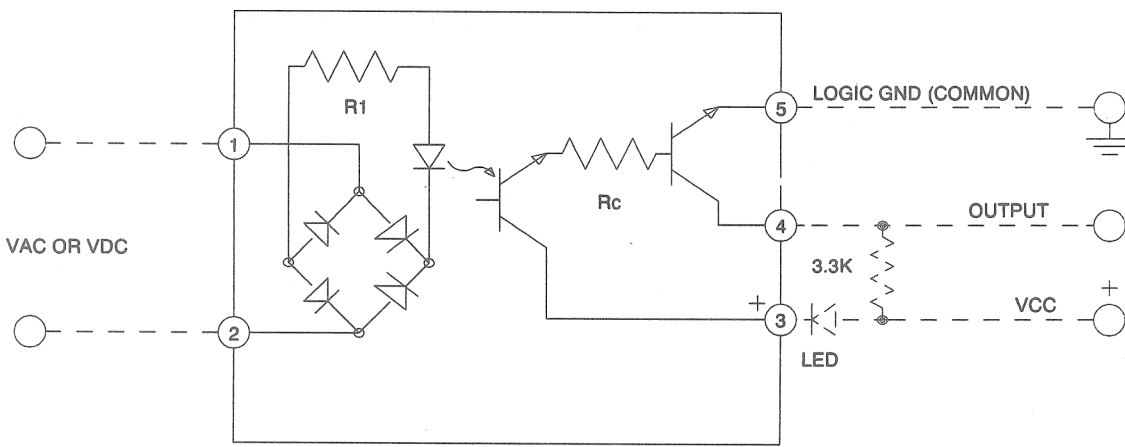 R1
5
LOGIC GND (COMMON)
1
Rc
VAC OR VDC
4
OUTPUT
3.3K
+
2
+
3
VCC
LED